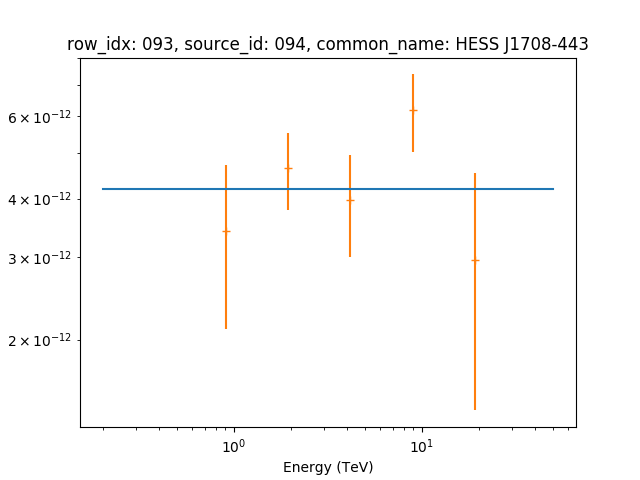 row_idx: 093, source_id: 094, common_name: HESS J1708-443
6 × 10⁻¹²
4 × 10⁻¹²
3 × 10⁻¹²
2 × 10⁻¹²
10⁰ 10¹
Energy (TeV)